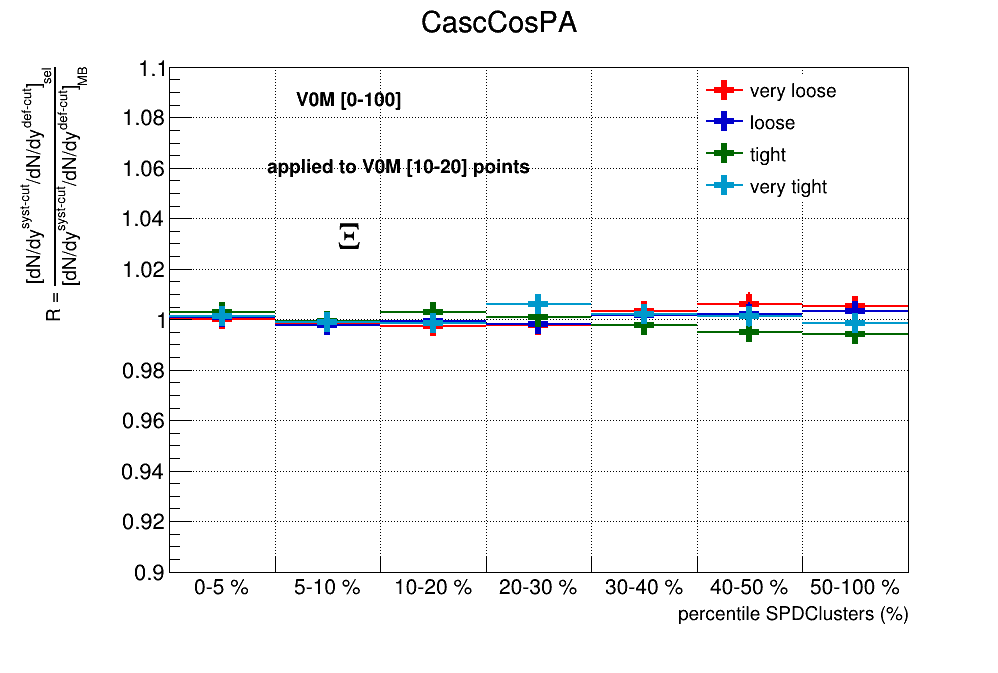 CascCosPA
R = [dN/dy^syst-cut/dN/dy^def-cut]_sel
[dN/dy^syst-cut/dN/dy^def-cut]_MB
V0M [0-100]
applied to V0M [10-20] points
Ξ
very loose
loose
tight
very tight
1.1
1.08
1.06
1.04
1.02
1
0.98
0.96
0.94
0.92
0.9
0-5 % 5-10 % 10-20 % 20-30 % 30-40 % 40-50 % 50-100 %
percentile SPDClusters (%)